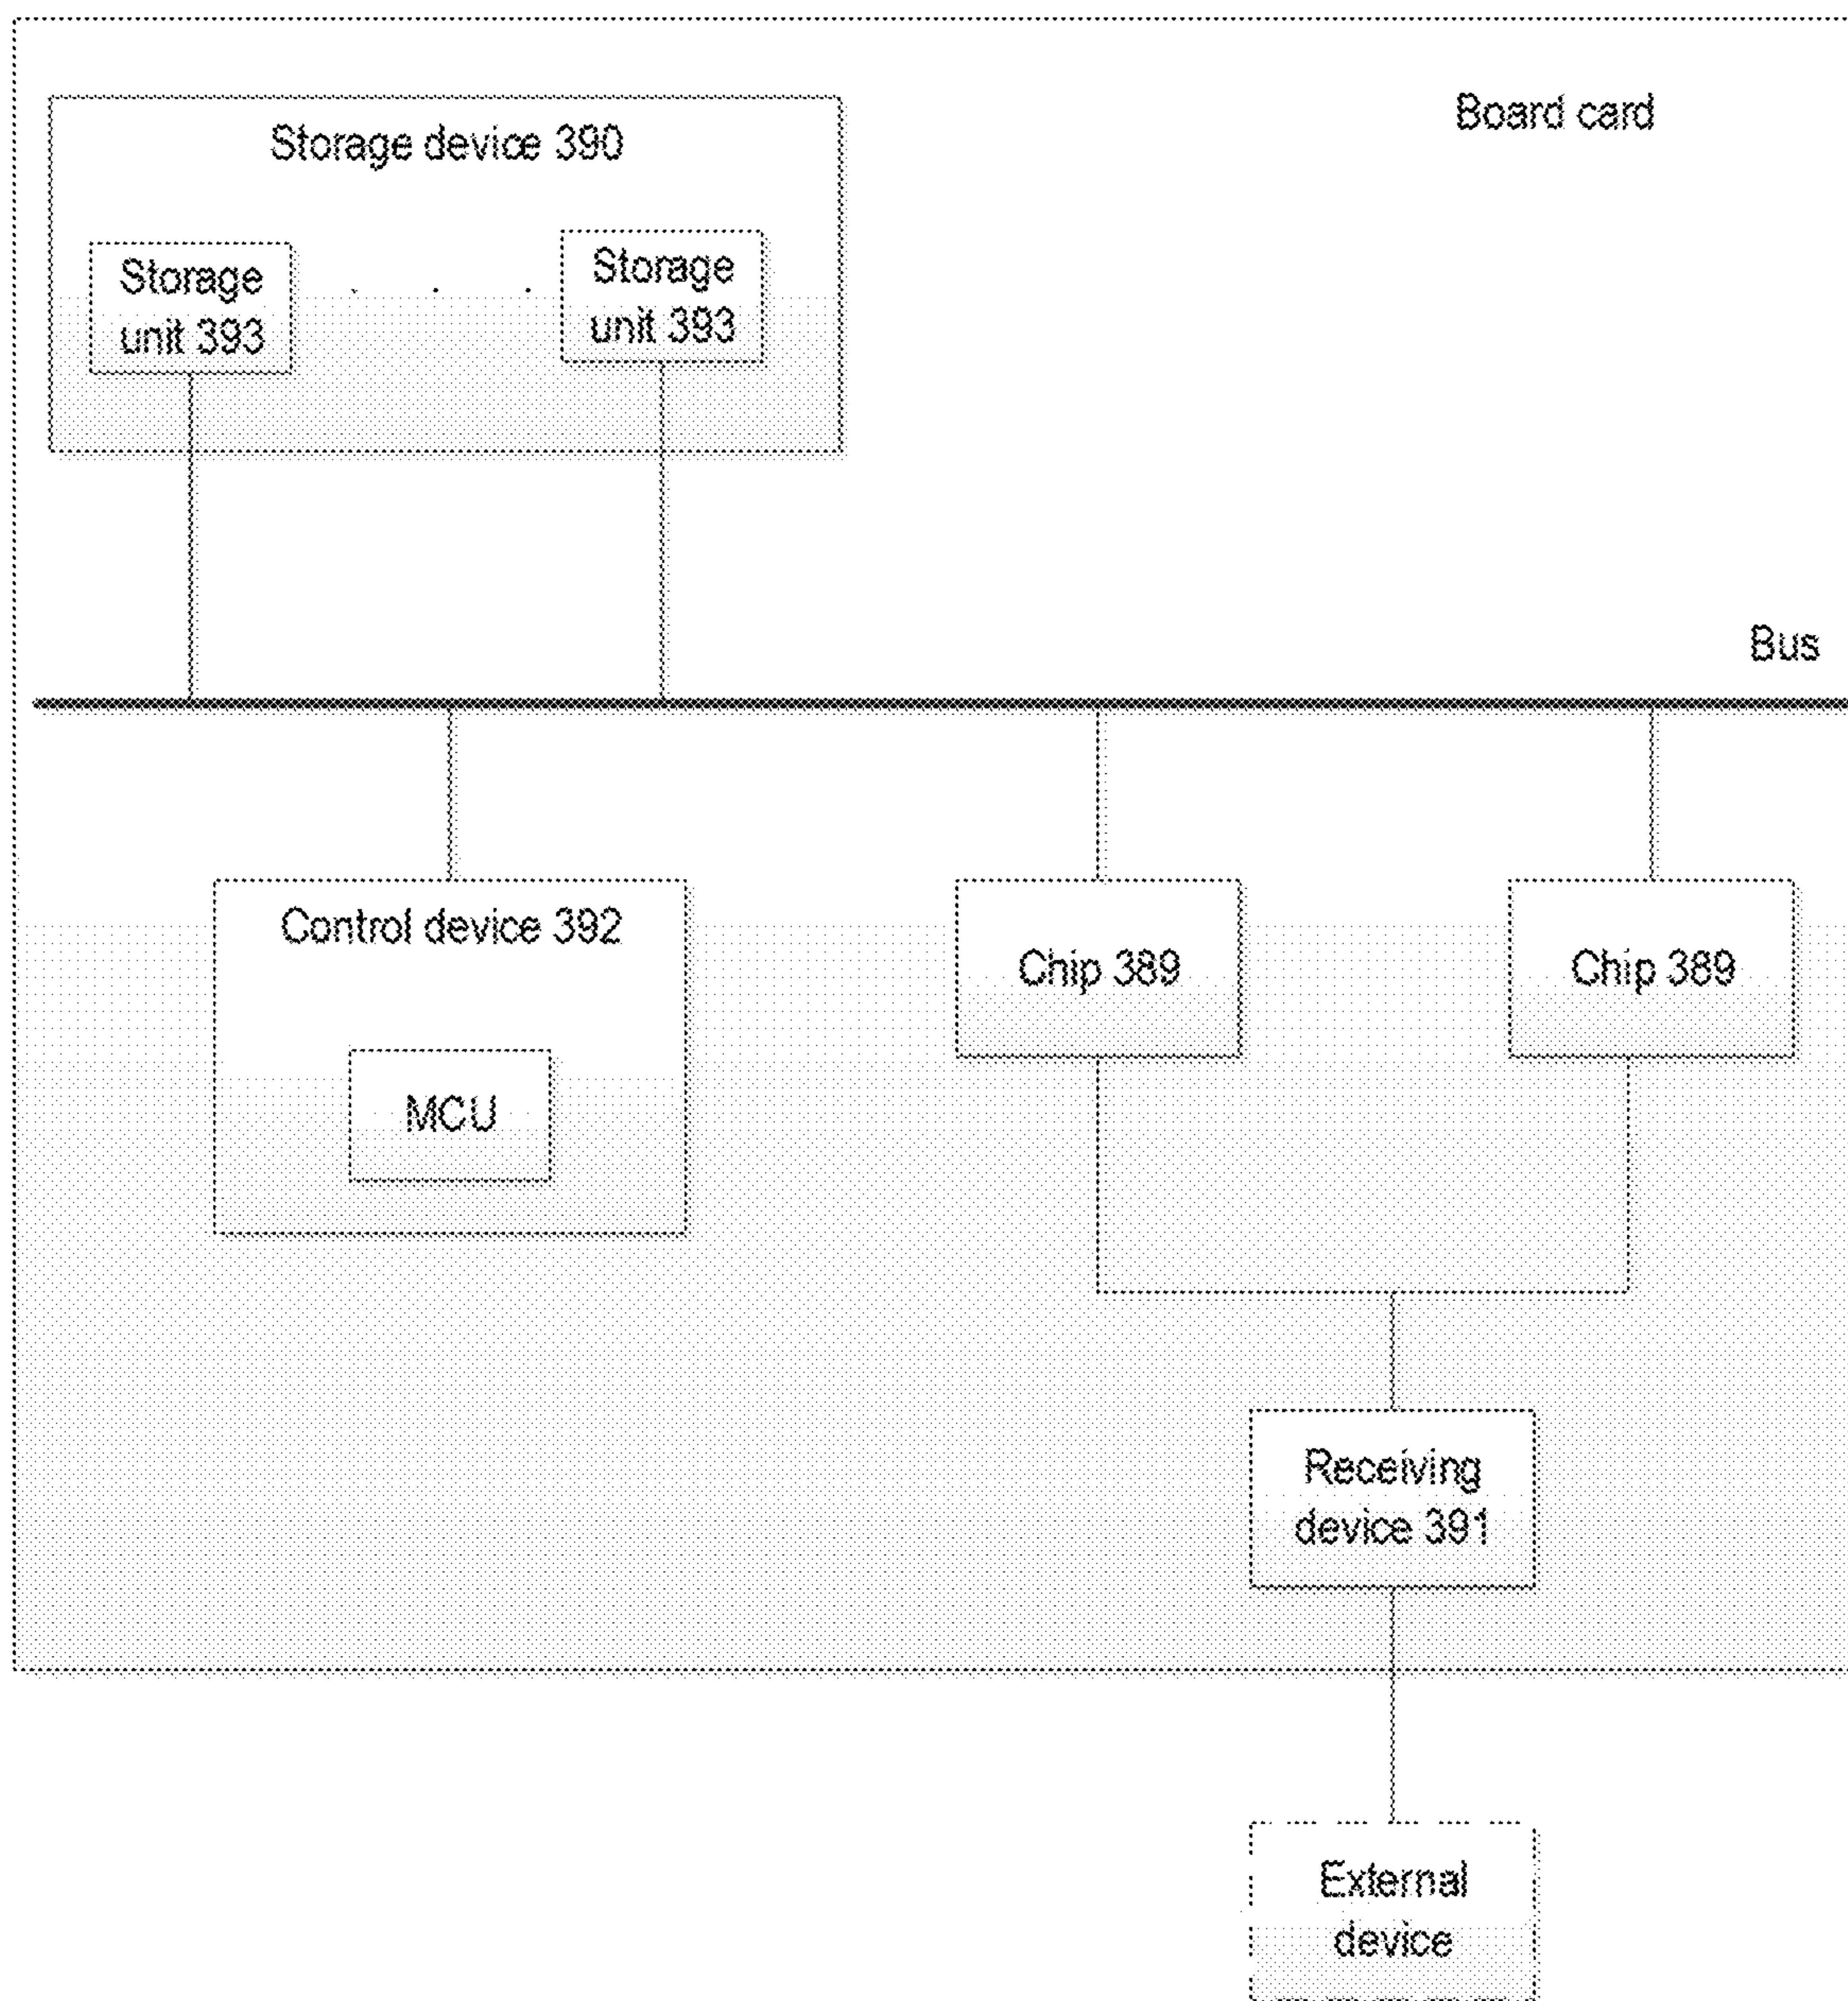 Board card
Storage device 390
Storage
unit 393
. . .
Storage
unit 393
Bus
Control device 392
MCU
Chip 389
Chip 389
Receiving
device 391
External
device